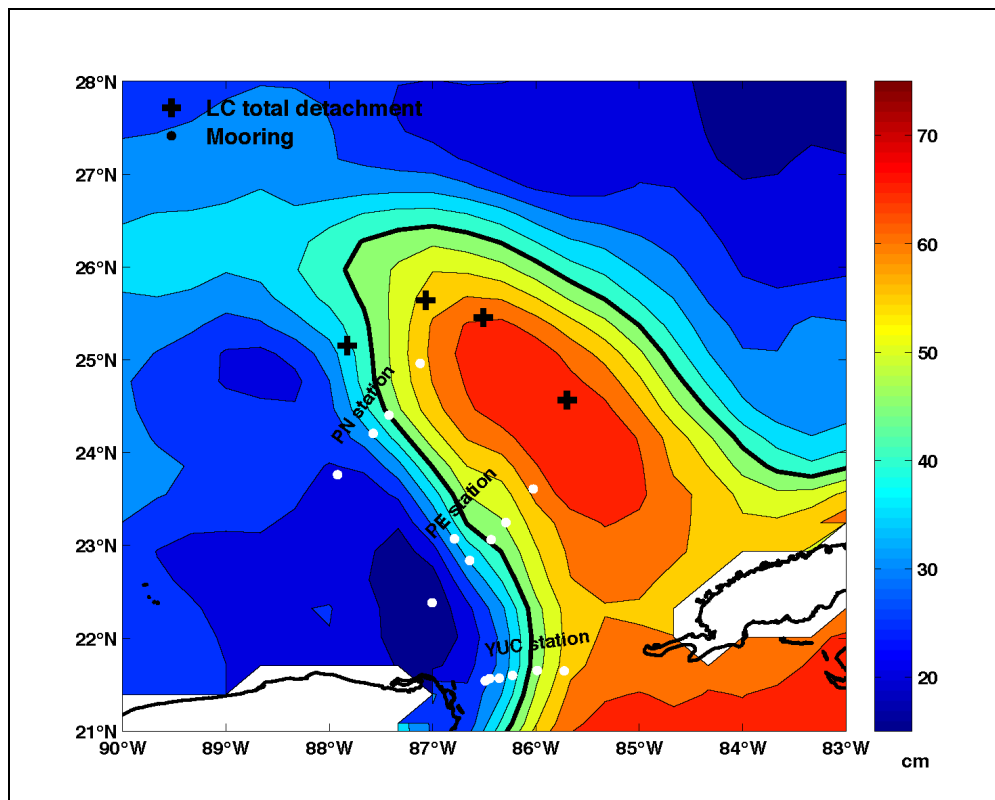 28°N
27°N
26°N
25°N
24°N
23°N
22°N
21°N
90°W 89°W 88°W 87°W 86°W 85°W 84°W 83°W
LC total detachment
Mooring
PN station
PE station
YUC station
70
60
50
40
30
20
cm